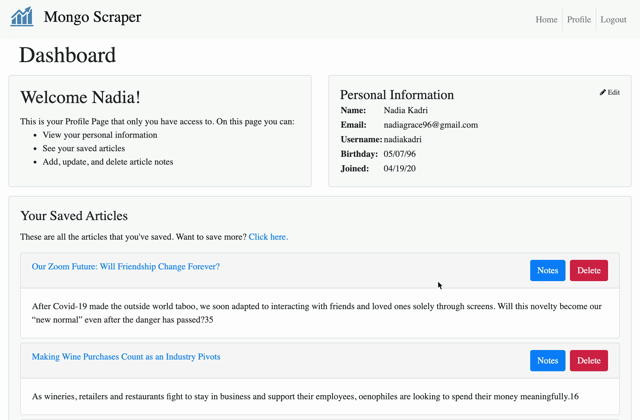 Mongo Scraper
Home Profile Logout
Dashboard
Welcome Nadia!
This is your Profile Page that only you have access to. On this page you can:
• View your personal information
• See your saved articles
• Add, update, and delete article notes
Personal Information
Edit
Name: Nadia Kadri
Email: nadiagrace96@gmail.com
Username: nadiakadri
Birthday: 05/07/96
Joined: 04/19/20
Your Saved Articles
These are all the articles that you've saved. Want to save more? Click here.
Our Zoom Future: Will Friendship Change Forever?
Notes Delete
After Covid-19 made the outside world taboo, we soon adapted to interacting with friends and loved ones solely through screens. Will this novelty become our
“new normal” even after the danger has passed?35
Making Wine Purchases Count as an Industry Pivots
Notes Delete
As wineries, retailers and restaurants fight to stay in business and support their employees, oenophiles are looking to spend their money meaningfully.16